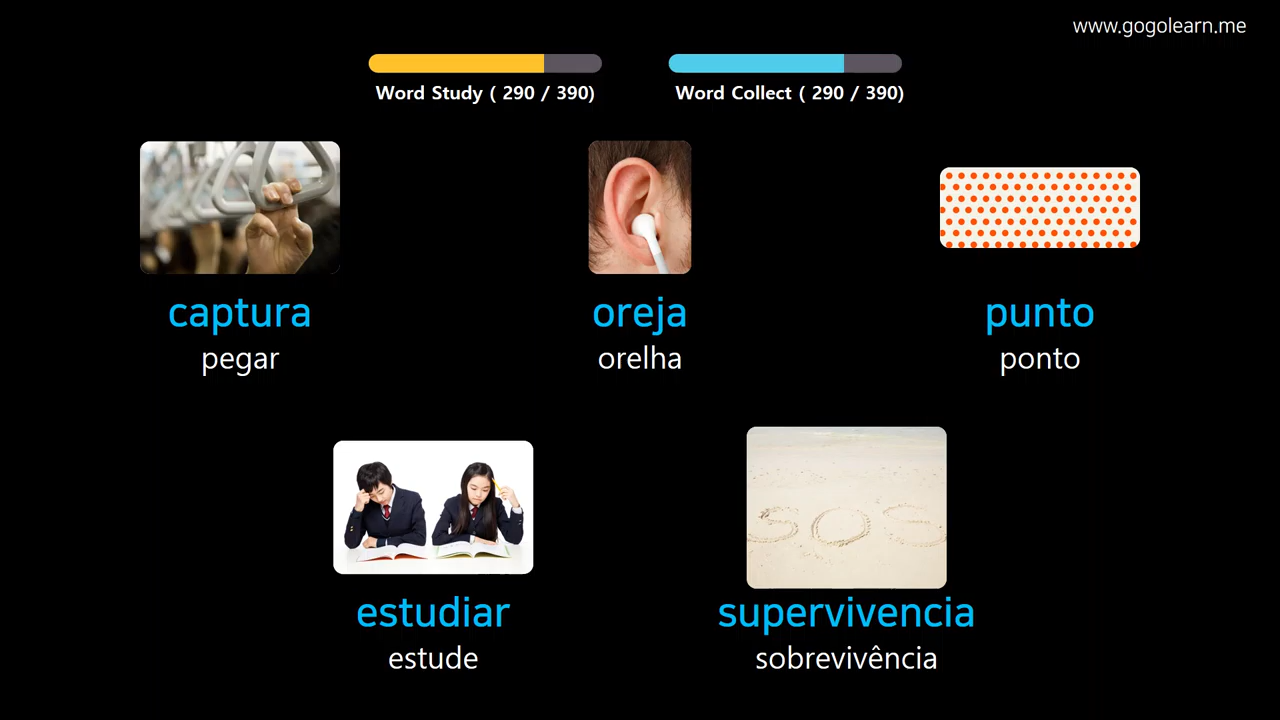 www.gogolearn.me
Word Study ( 290 / 390)
Word Collect ( 290 / 390)
captura
pegar
oreja
orelha
punto
ponto
SOS
estudiar
estude
supervivencia
sobrevivência